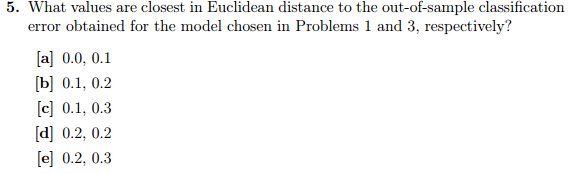 5. What values are closest in Euclidean distance to the out-of-sample classification
error obtained for the model chosen in Problems 1 and 3, respectively?
[a] 0.0, 0.1
[b] 0.1, 0.2
[c] 0.1, 0.3
[d] 0.2, 0.2
[e] 0.2, 0.3